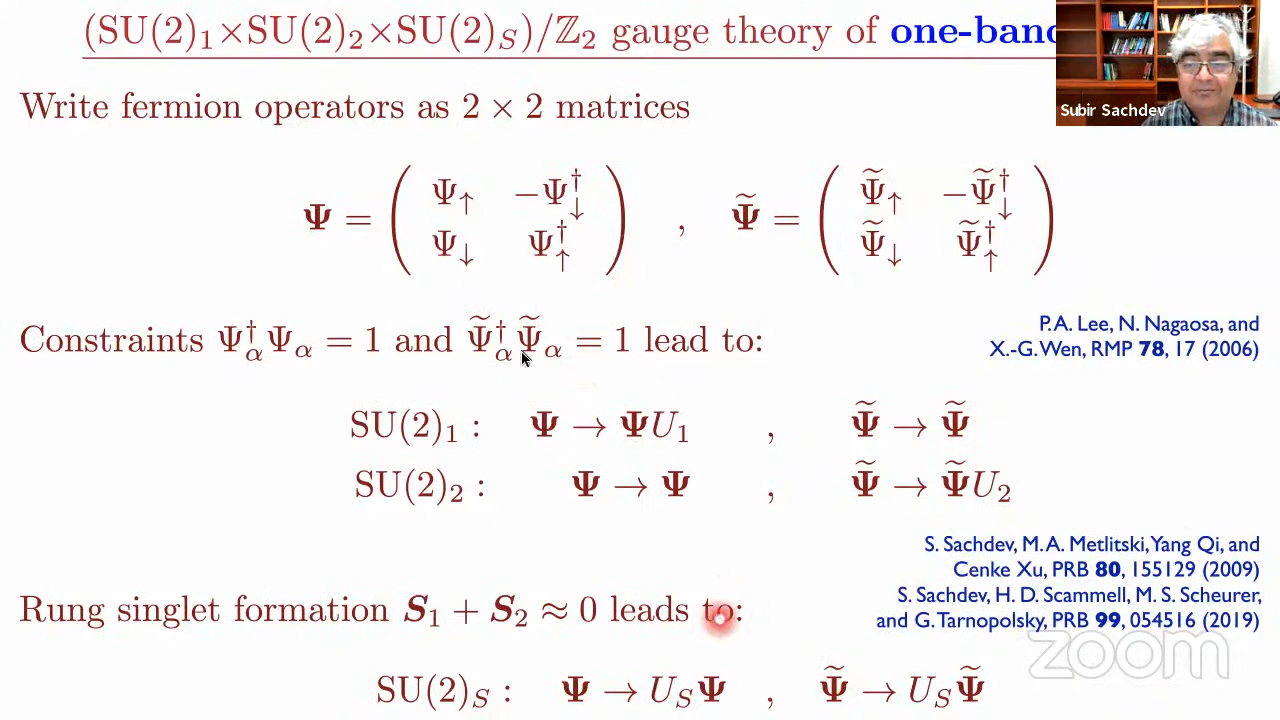 (SU(2)₁×SU(2)₂×SU(2)_S)/ℤ₂ gauge theory of one-band
Subir Sachdev
Write fermion operators as 2 × 2 matrices
𝚿 = ( Ψ↑ −Ψ↓† ; Ψ↓ Ψ↑† ) , 𝚿̃ = ( Ψ̃↑ −Ψ̃↓† ; Ψ̃↓ Ψ̃↑† )
Constraints Ψ_α†Ψ_α = 1 and Ψ̃_α†Ψ̃_α = 1 lead to:
P.A. Lee, N. Nagaosa, and
X.-G. Wen, RMP 78, 17 (2006)
SU(2)₁ : 𝚿 → 𝚿U₁ , 𝚿̃ → 𝚿̃
SU(2)₂ : 𝚿 → 𝚿 , 𝚿̃ → 𝚿̃U₂
S. Sachdev, M.A. Metlitski, Yang Qi, and
Cenke Xu, PRB 80, 155129 (2009)
S. Sachdev, H. D. Scammell, M. S. Scheurer,
and G. Tarnopolsky, PRB 99, 054516 (2019)
Rung singlet formation S₁ + S₂ ≈ 0 leads to:
zoom
SU(2)_S : 𝚿 → U_S𝚿 , 𝚿̃ → U_S𝚿̃